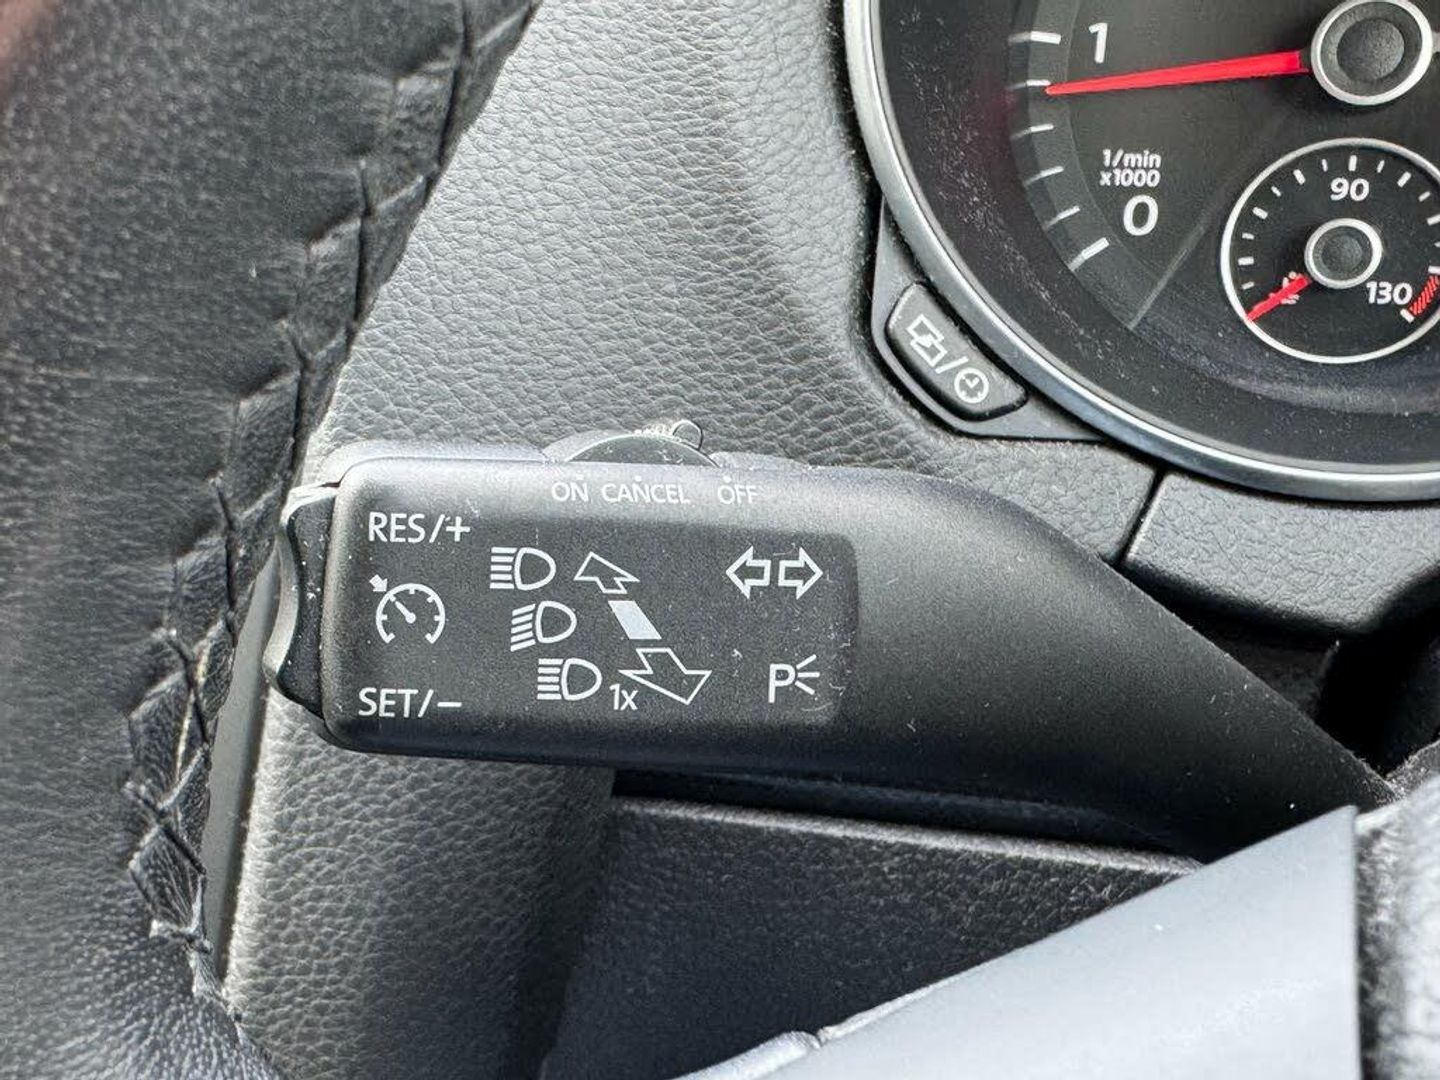 1
1/min
x1000
0
90
130
ON CANCEL OFF
RES/+
SET/−
1x
P